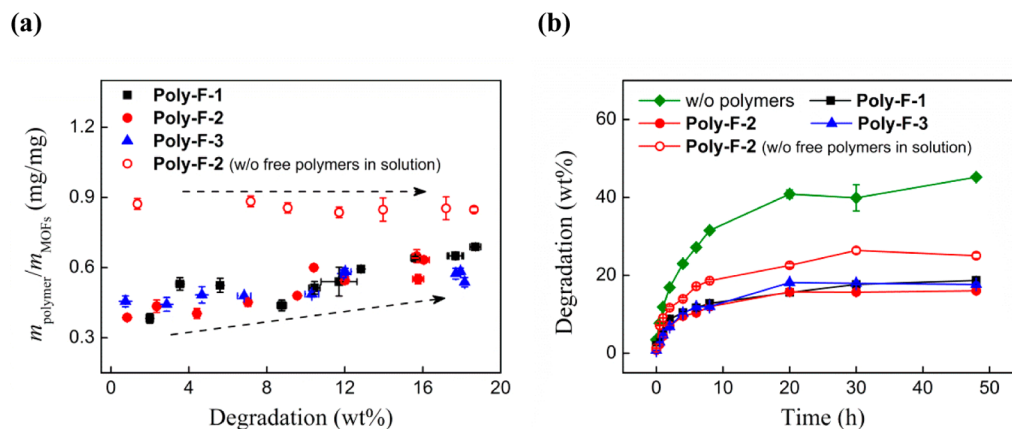 (a)
Poly-F-1
Poly-F-2
Poly-F-3
Poly-F-2 (w/o free polymers in solution)
1.2
0.9
0.6
0.3
0 4 8 12 16 20
m_polymer/m_MOFs (mg/mg)
Degradation (wt%)
(b)
w/o polymers Poly-F-1
Poly-F-2 Poly-F-3
Poly-F-2 (w/o free polymers in solution)
60
40
20
0
0 10 20 30 40 50
Degradation (wt%)
Time (h)